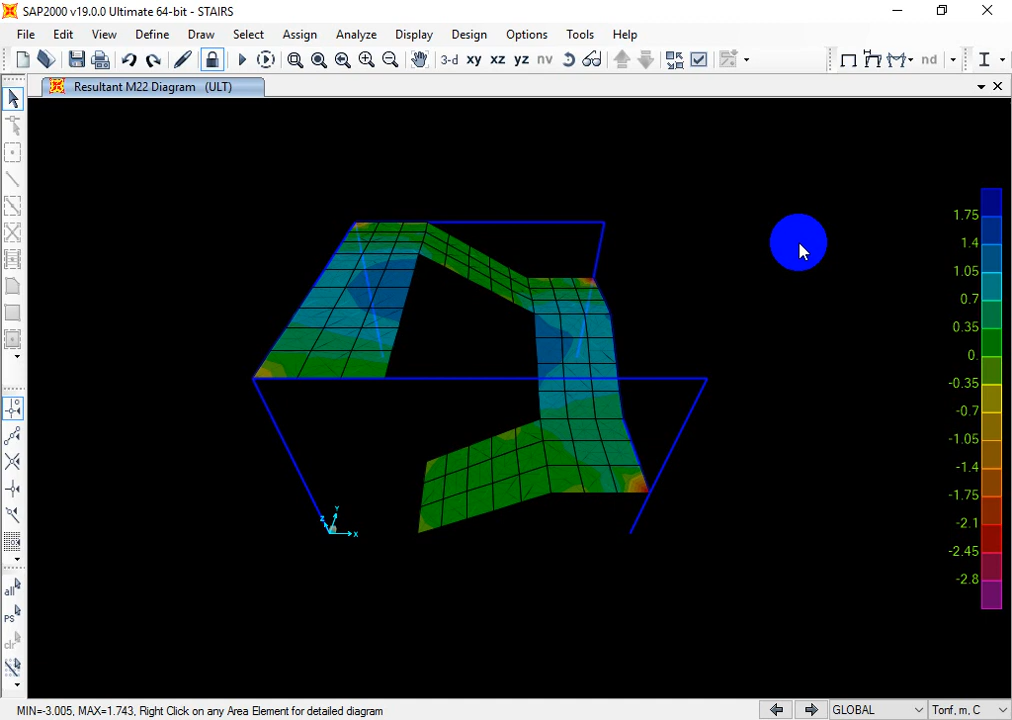 SAP2000 v19.0.0 Ultimate 64-bit - STAIRS
File Edit View Define Draw Select Assign Analyze Display Design Options Tools Help
3-d xy xz yz nv nd
Resultant M22 Diagram (ULT)
1.75
1.4
1.05
0.7
0.35
0.
-0.35
-0.7
-1.05
-1.4
-1.75
-2.1
-2.45
-2.8
Y
Z
X
all
PS
clr
MIN=-3.005, MAX=1.743, Right Click on any Area Element for detailed diagram
GLOBAL
Tonf, m, C